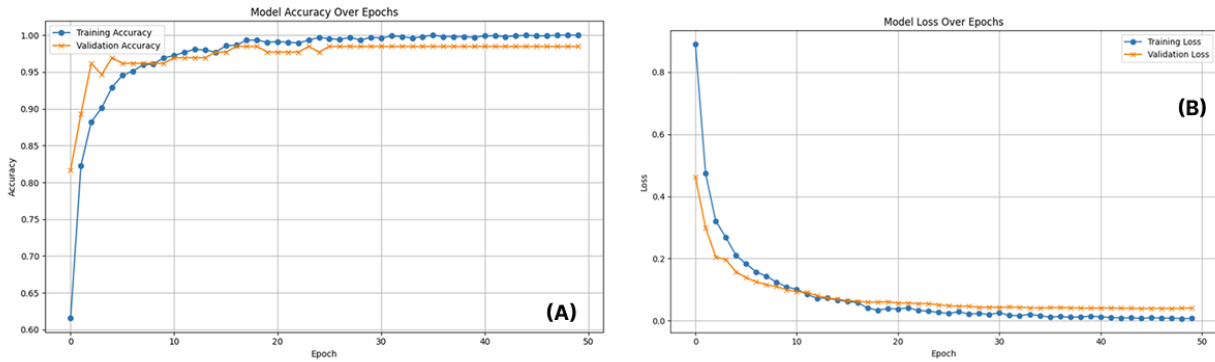 Model Accuracy Over Epochs
1.00
0.95
0.90
0.85
0.80
0.75
0.70
0.65
0.60
Accuracy
Training Accuracy
Validation Accuracy
(A)
0
10
20
30
40
50
Epoch
Model Loss Over Epochs
0.8
0.6
0.4
0.2
0.0
Loss
Training Loss
Validation Loss
(B)
0
10
20
30
40
50
Epoch